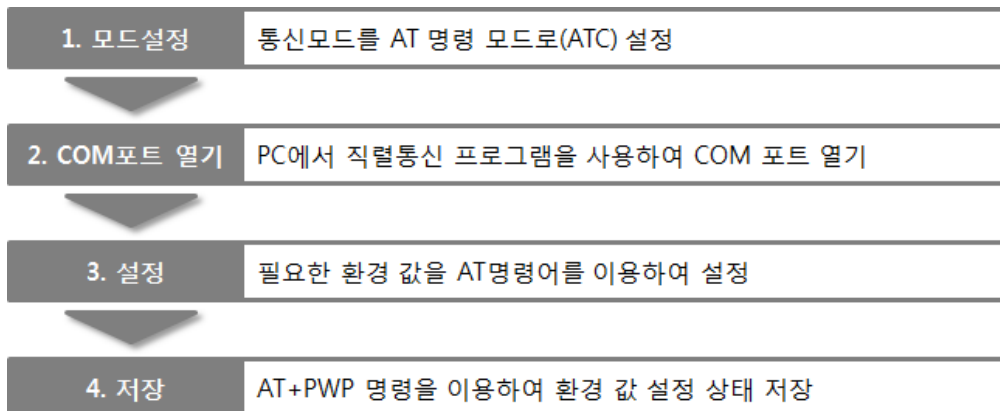 1. 모드설정 통신모드를 AT 명령 모드로(ATC) 설정
2. COM포트 열기 PC에서 직렬통신 프로그램을 사용하여 COM 포트 열기
3. 설정 필요한 환경 값을 AT명령어를 이용하여 설정
4. 저장 AT+PWP 명령을 이용하여 환경 값 설정 상태 저장